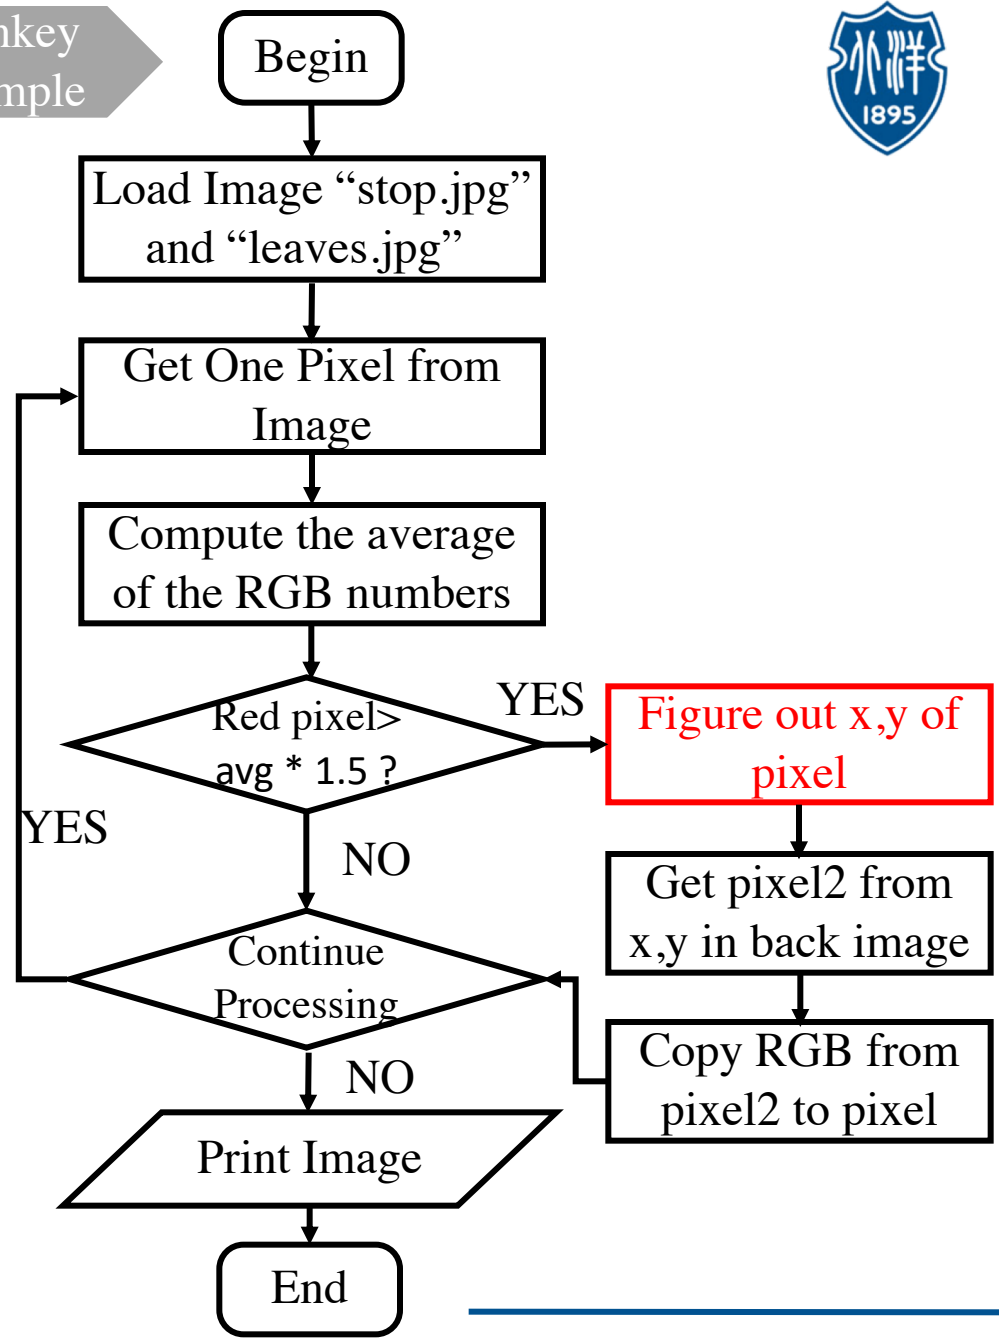 Begin
Load Image “stop.jpg”
and “leaves.jpg”
Get One Pixel from
Image
Compute the average
of the RGB numbers
Red pixel>
avg * 1.5 ?
YES
Figure out x,y of
pixel
YES
NO
Get pixel2 from
x,y in back image
Continue
Processing
Copy RGB from
pixel2 to pixel
NO
Print Image
End
1895